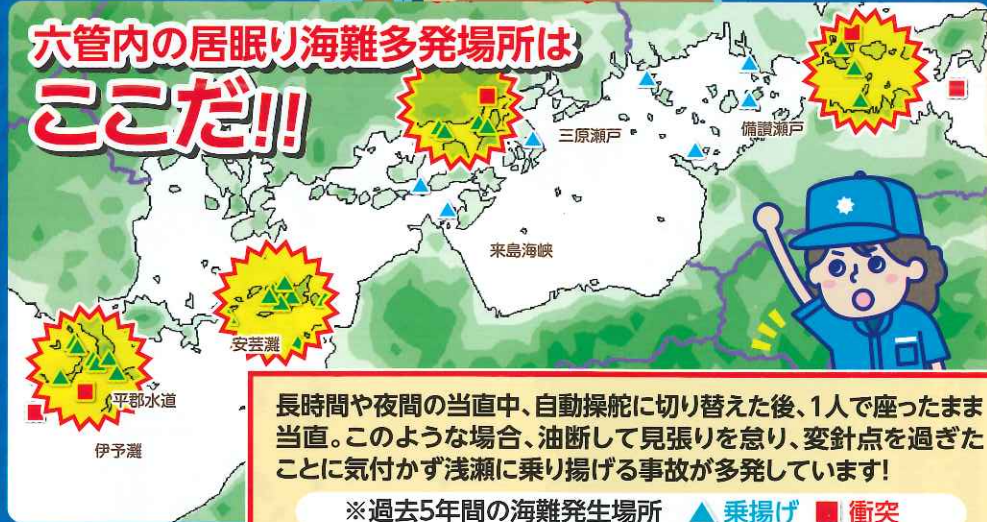 六管内の居眠り海難多発場所は
ここだ!!
三原瀬戸
備讃瀬戸
来島海峡
安芸灘
平郡水道
伊予灘
長時間や夜間の当直中、自動操舵に切り替えた後、1人で座ったまま
当直。このような場合、油断して見張りを怠り、変針点を過ぎた
ことに気付かず浅瀬に乗り揚げる事故が多発しています!
※過去5年間の海難発生場所 ▲乗揚げ ■衝突